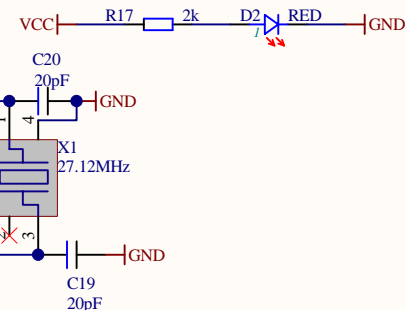 VCC R17 2k D2 RED GND
1
C20
20pF
GND
4
X1
27.12MHz
3
GND
C19
20pF